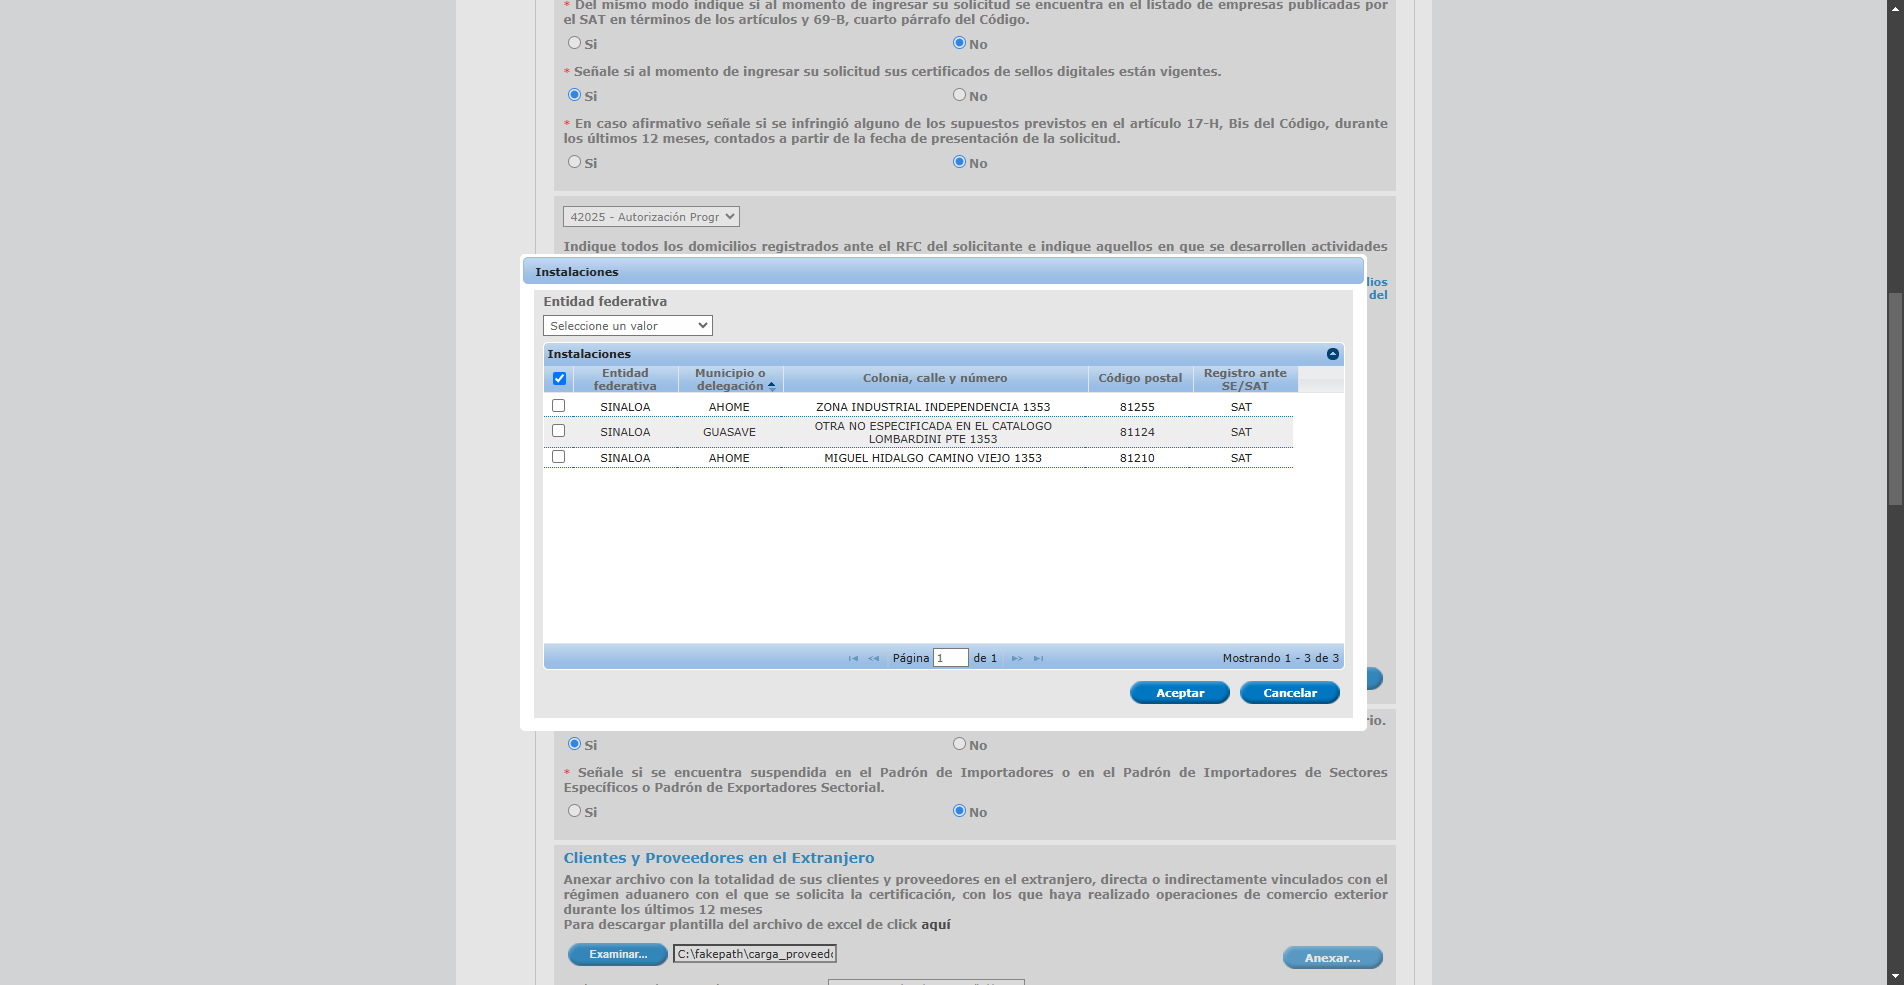 * Del mismo modo indique si al momento de ingresar su solicitud se encuentra en el listado de empresas publicadas por
el SAT en términos de los artículos y 69-B, cuarto párrafo del Código.
Si No
* Señale si al momento de ingresar su solicitud sus certificados de sellos digitales están vigentes.
Si No
* En caso afirmativo señale si se infringió alguno de los supuestos previstos en el artículo 17-H, Bis del Código, durante
los últimos 12 meses, contados a partir de la fecha de presentación de la solicitud.
Si No
42025 - Autorización Progr
Indique todos los domicilios registrados ante el RFC del solicitante e indique aquellos en que se desarrollen actividades
lios
del
Instalaciones
Entidad federativa
Seleccione un valor
Instalaciones
Entidad federativa Municipio o delegación Colonia, calle y número Código postal Registro ante SE/SAT
SINALOA AHOME ZONA INDUSTRIAL INDEPENDENCIA 1353 81255 SAT
SINALOA GUASAVE OTRA NO ESPECIFICADA EN EL CATALOGO LOMBARDINI PTE 1353 81124 SAT
SINALOA AHOME MIGUEL HIDALGO CAMINO VIEJO 1353 81210 SAT
Página 1 de 1 Mostrando 1 - 3 de 3
Aceptar Cancelar
rio.
Si No
* Señale si se encuentra suspendida en el Padrón de Importadores o en el Padrón de Importadores de Sectores
Específicos o Padrón de Exportadores Sectorial.
Si No
Clientes y Proveedores en el Extranjero
Anexar archivo con la totalidad de sus clientes y proveedores en el extranjero, directa o indirectamente vinculados con el
régimen aduanero con el que se solicita la certificación, con los que haya realizado operaciones de comercio exterior
durante los últimos 12 meses
Para descargar plantilla del archivo de excel de click aquí
Examinar... C:\fakepath\carga_proveed Anexar...